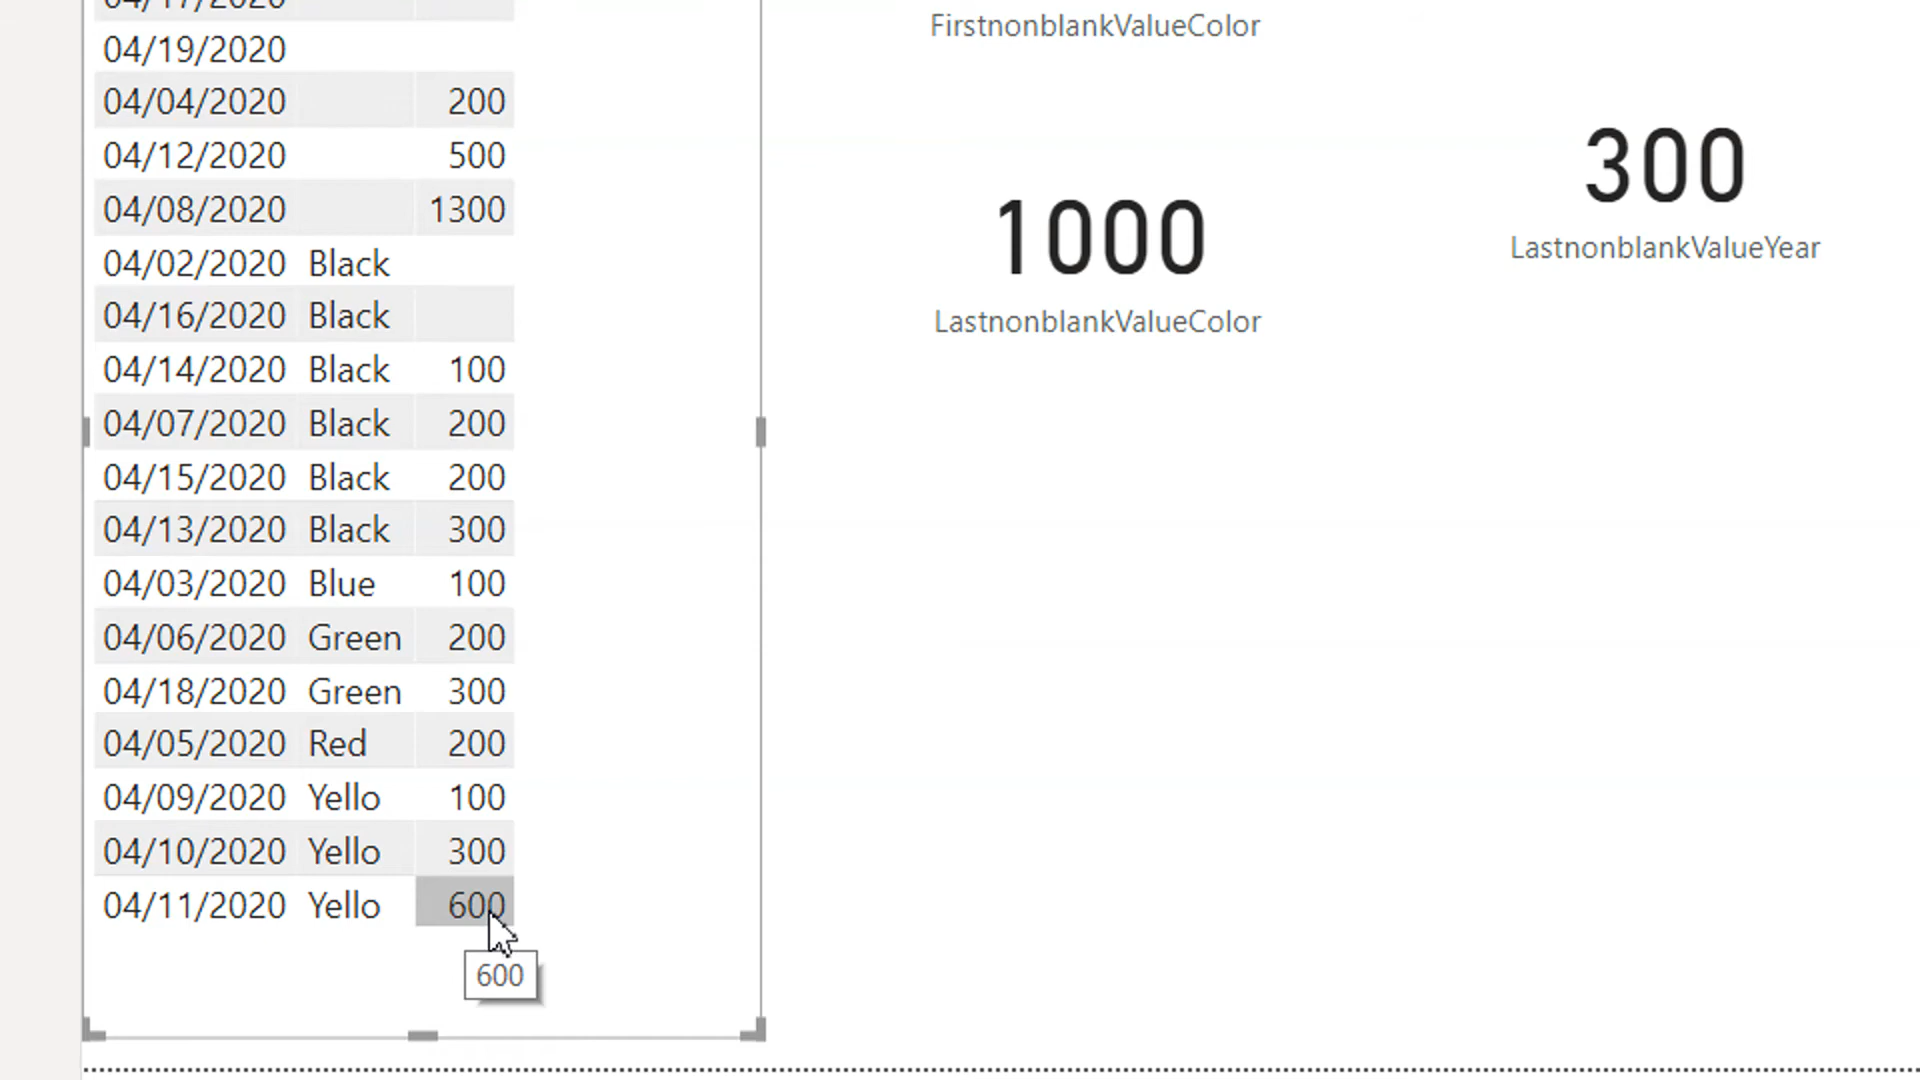 04/17/2020
04/19/2020
04/04/2020 200
04/12/2020 500
04/08/2020 1300
04/02/2020 Black
04/16/2020 Black
04/14/2020 Black 100
04/07/2020 Black 200
04/15/2020 Black 200
04/13/2020 Black 300
04/03/2020 Blue 100
04/06/2020 Green 200
04/18/2020 Green 300
04/05/2020 Red 200
04/09/2020 Yello 100
04/10/2020 Yello 300
04/11/2020 Yello 600
600
FirstnonblankValueColor
1000
LastnonblankValueColor
300
LastnonblankValueYear